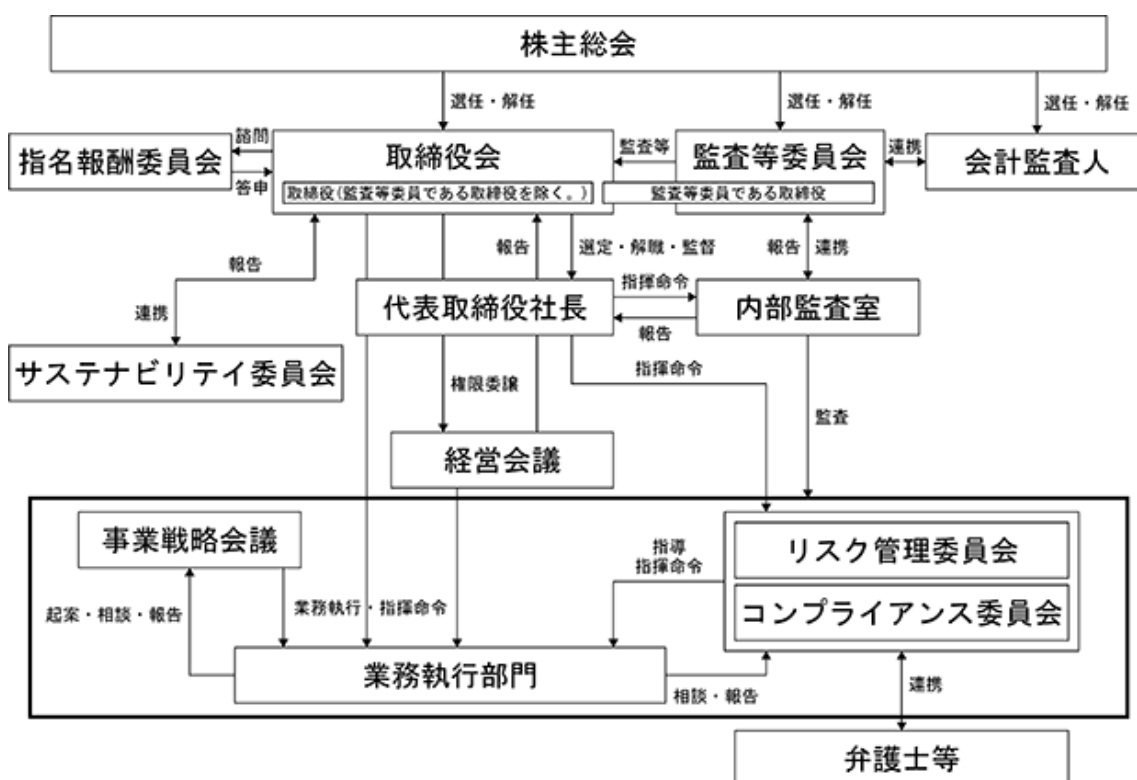 株主総会
選任・解任
選任・解任
選任・解任
諮問
指名報酬委員会
答申
取締役会
取締役(監査等委員である取締役を除く。)
監査等
監査等委員会
監査等委員である取締役
連携
会計監査人
報告
連携
報告
選定・解職・監督
報告
連携
代表取締役社長
指揮命令
報告
内部監査室
サステナビリテイ委員会
権限委譲
指揮命令
監査
経営会議
事業戦略会議
起案・相談・報告
業務執行・指揮命令
指導
指揮命令
リスク管理委員会
コンプライアンス委員会
業務執行部門
相談・報告
連携
弁護士等